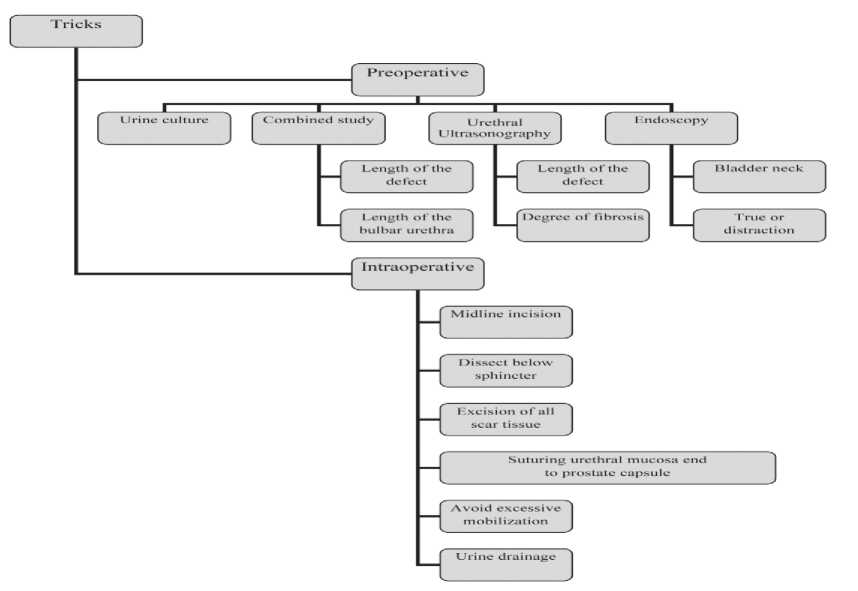 Tricks
Preoperative
Urine culture
Combined study
Urethral
Ultrasonography
Endoscopy
Length of the
defect
Length of the
defect
Bladder neck
Length of the
bulbar urethra
Degree of fibrosis
True or
distraction
Intraoperative
Midline incision
Dissect below
sphincter
Excision of all
scar tissue
Suturing urethral mucosa end
to prostate capsule
Avoid excessive
mobilization
Urine drainage